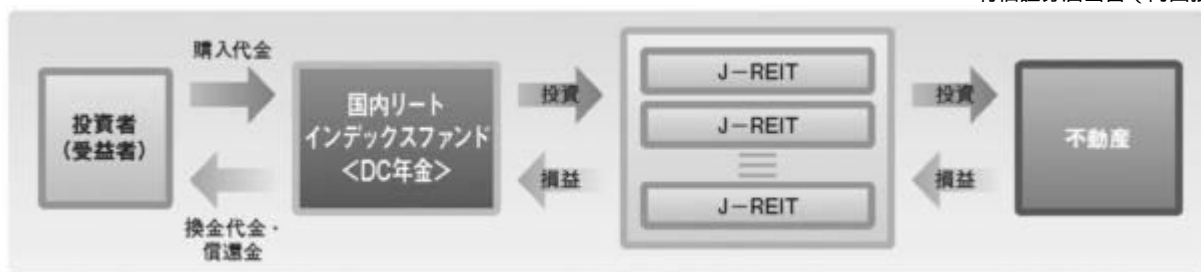 購入代金
投資者
(受益者)
換金代金・
償還金
国内リート
インデックスファンド
<DC年金>
投資
損益
J-REIT
J-REIT
J-REIT
投資
損益
不動産